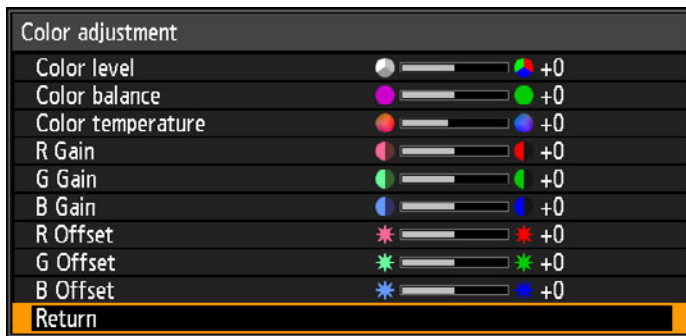 Color adjustment
Color level +0
Color balance +0
Color temperature +0
R Gain +0
G Gain +0
B Gain +0
R Offset +0
G Offset +0
B Offset +0
Return